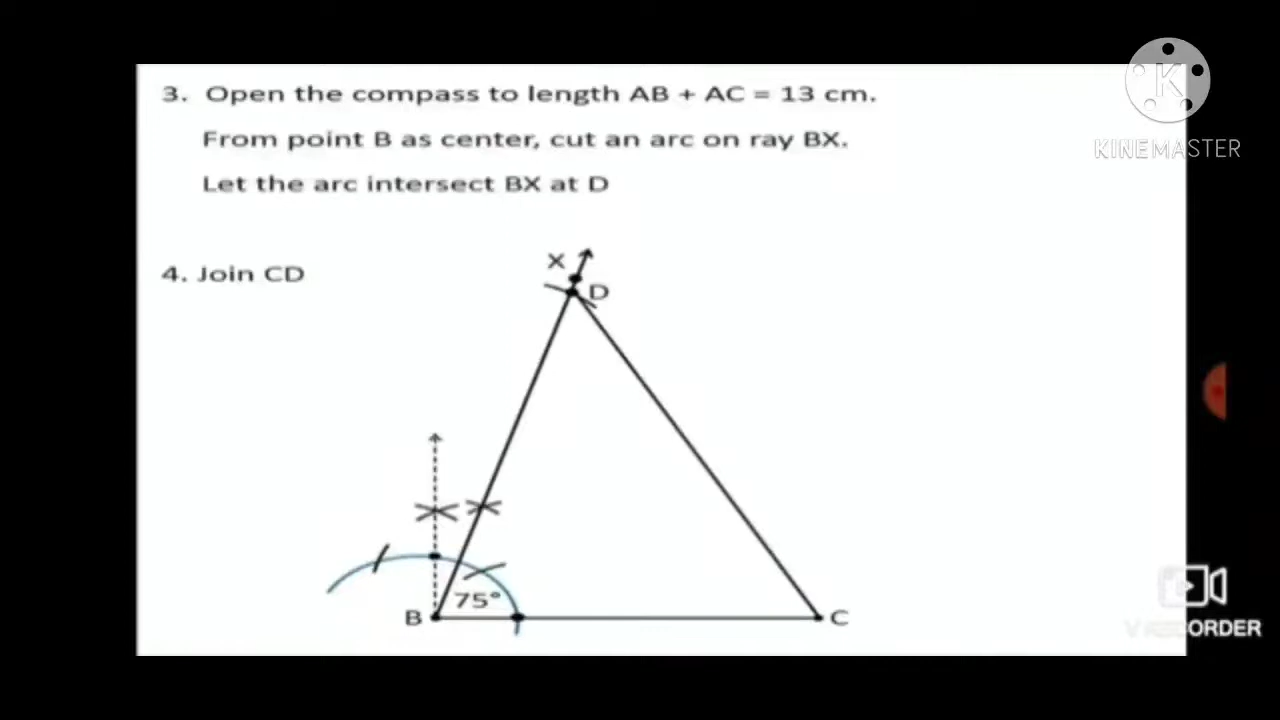 3. Open the compass to length AB + AC = 13 cm.
From point B as center, cut an arc on ray BX.
Let the arc intersect BX at D
4. Join CD
X
D
75°
B
C
K
KINEMASTER
V RECORDER